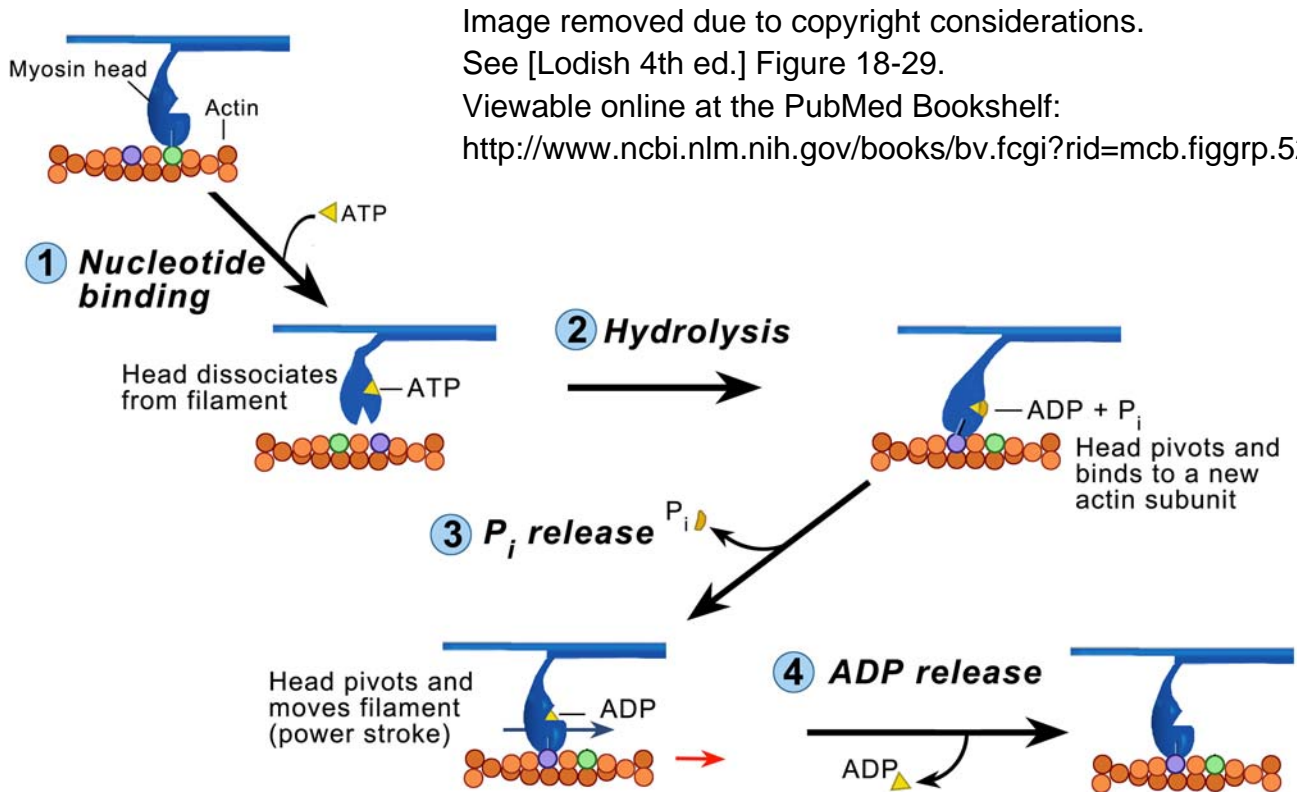 Image removed due to copyright considerations.
See [Lodish 4th ed.] Figure 18-29.
Viewable online at the PubMed Bookshelf:
http://www.ncbi.nlm.nih.gov/books/bv.fcgi?rid=mcb.figgrp.52
Myosin head
Actin
ATP
1 Nucleotide
binding
Head dissociates
from filament
ATP
2 Hydrolysis
ADP + Pi
Head pivots and
binds to a new
actin subunit
3 Pi release
Pi
Head pivots and
moves filament
(power stroke)
ADP
4 ADP release
ADP